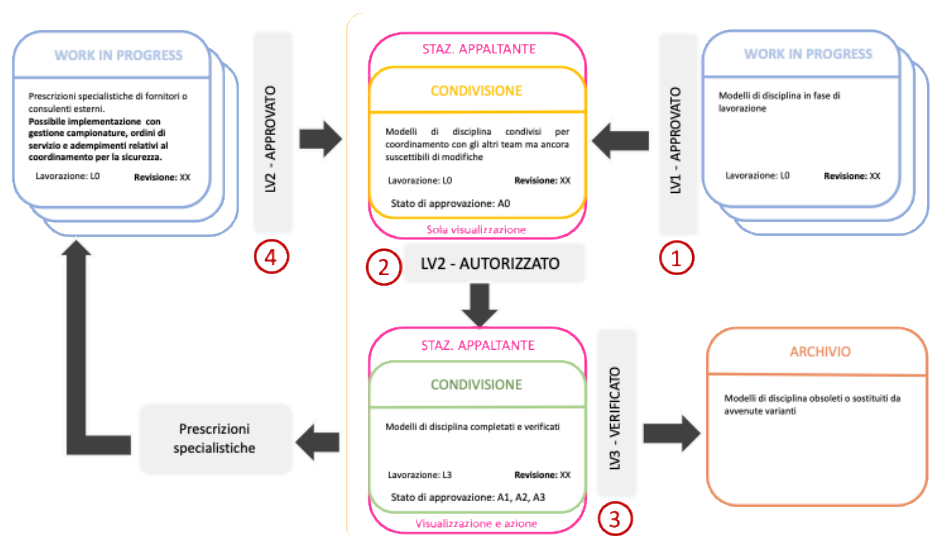 WORK IN PROGRESS
Prescrizioni specialistiche di fornitori o
consulenti esterni.
Possibile implementazione con
gestione campionature, ordini di
servizio e adempimenti relativi al
coordinamento per la sicurezza.
Lavorazione: L0 Revisione: XX
LV2 - APPROVATO
4
STAZ. APPALTANTE
CONDIVISIONE
Modelli di disciplina condivisi per
coordinamento con gli altri team ma ancora
suscettibili di modifiche
Lavorazione: L0 Revisione: XX
Stato di approvazione: A0
Sola visualizzazione
LV1 - APPROVATO
1
WORK IN PROGRESS
Modelli di disciplina in fase di
lavorazione
Lavorazione: L0 Revisione: XX
2
LV2 - AUTORIZZATO
STAZ. APPALTANTE
CONDIVISIONE
Modelli di disciplina completati e verificati
Lavorazione: L3 Revisione: XX
Stato di approvazione: A1, A2, A3
Visualizzazione e azione
LV3 - VERIFICATO
3
ARCHIVIO
Modelli di disciplina obsoleti o sostituiti da
avvenute varianti
Prescrizioni
specialistiche